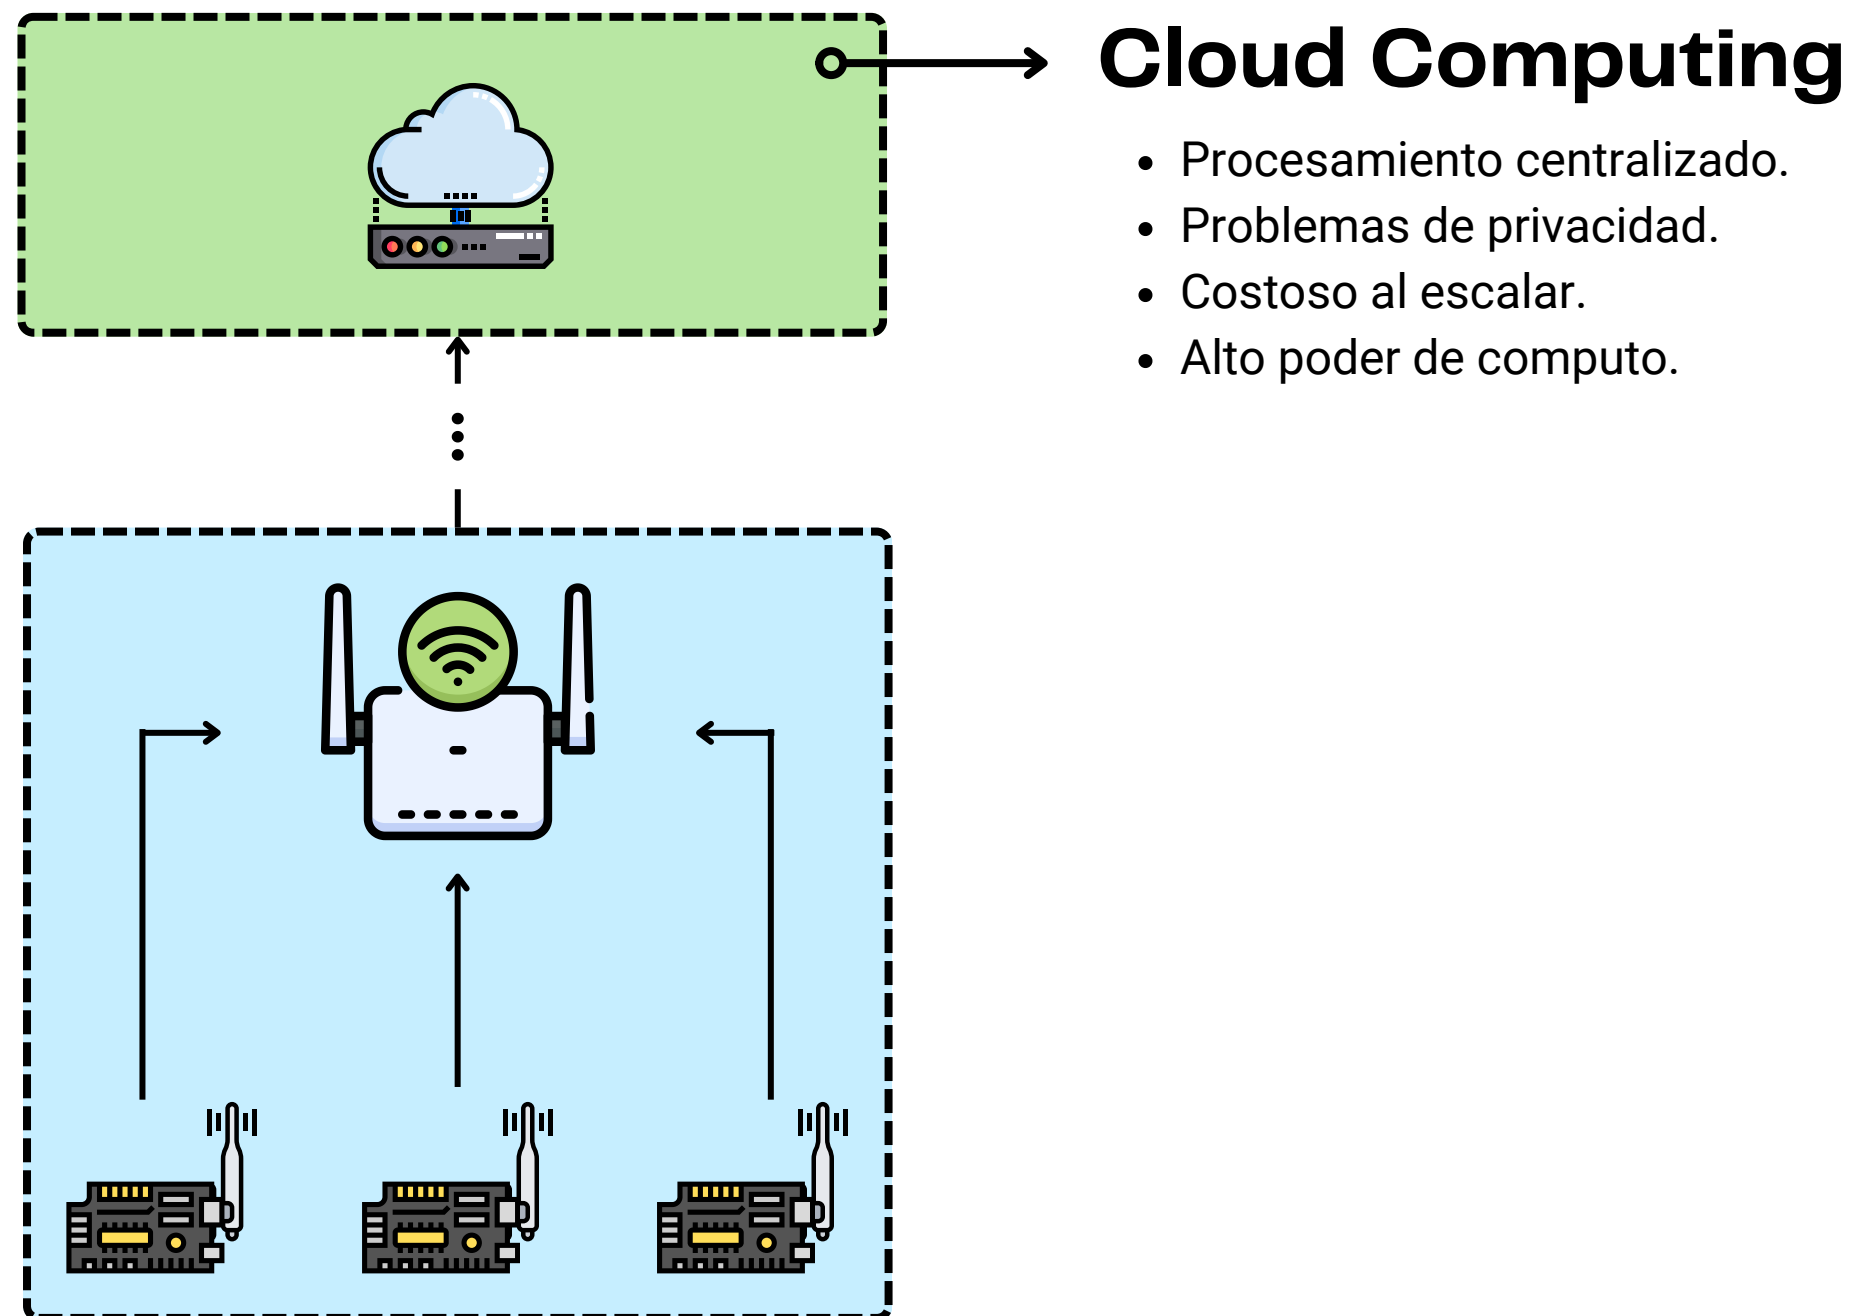 Cloud Computing
• Procesamiento centralizado.
• Problemas de privacidad.
• Costoso al escalar.
• Alto poder de computo.